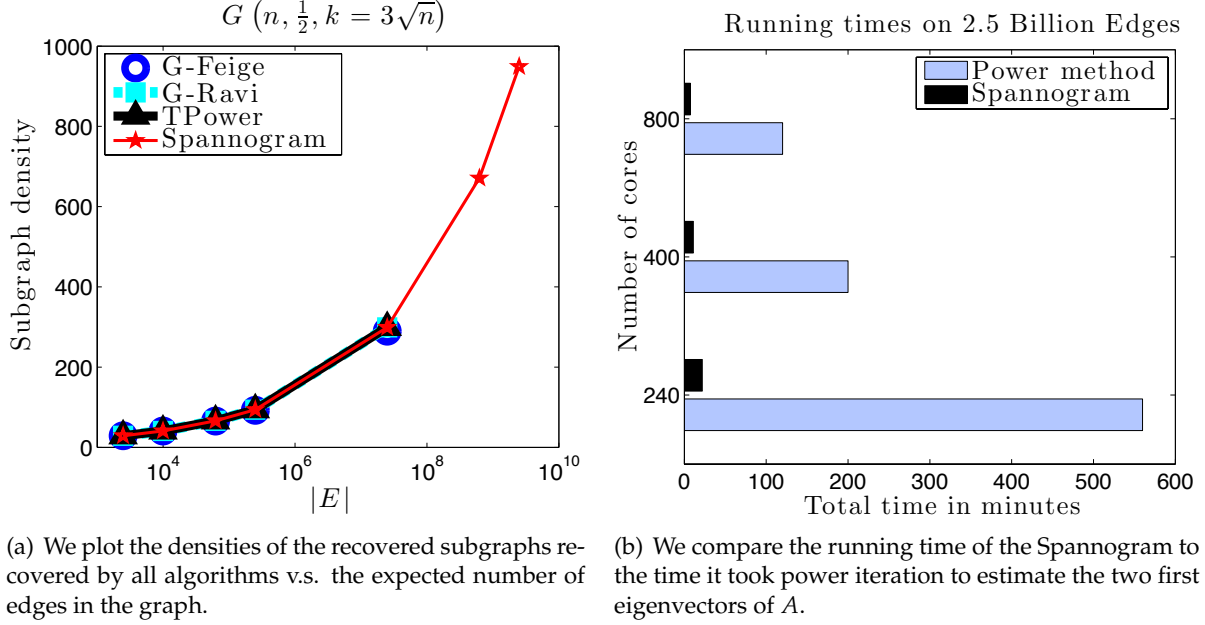 G (n, 1/2, k = 3√n)
1000
800
600
400
200
0
Subgraph density
G-Feige
G-Ravi
TPower
Spannogram
10^4
10^6
10^8
10^10
|E|
(a) We plot the densities of the recovered subgraphs re-
covered by all algorithms v.s. the expected number of
edges in the graph.
Running times on 2.5 Billion Edges
Power method
Spannogram
Number of cores
800
400
240
0
100
200
300
400
500
600
Total time in minutes
(b) We compare the running time of the Spannogram to
the time it took power iteration to estimate the two first
eigenvectors of A.